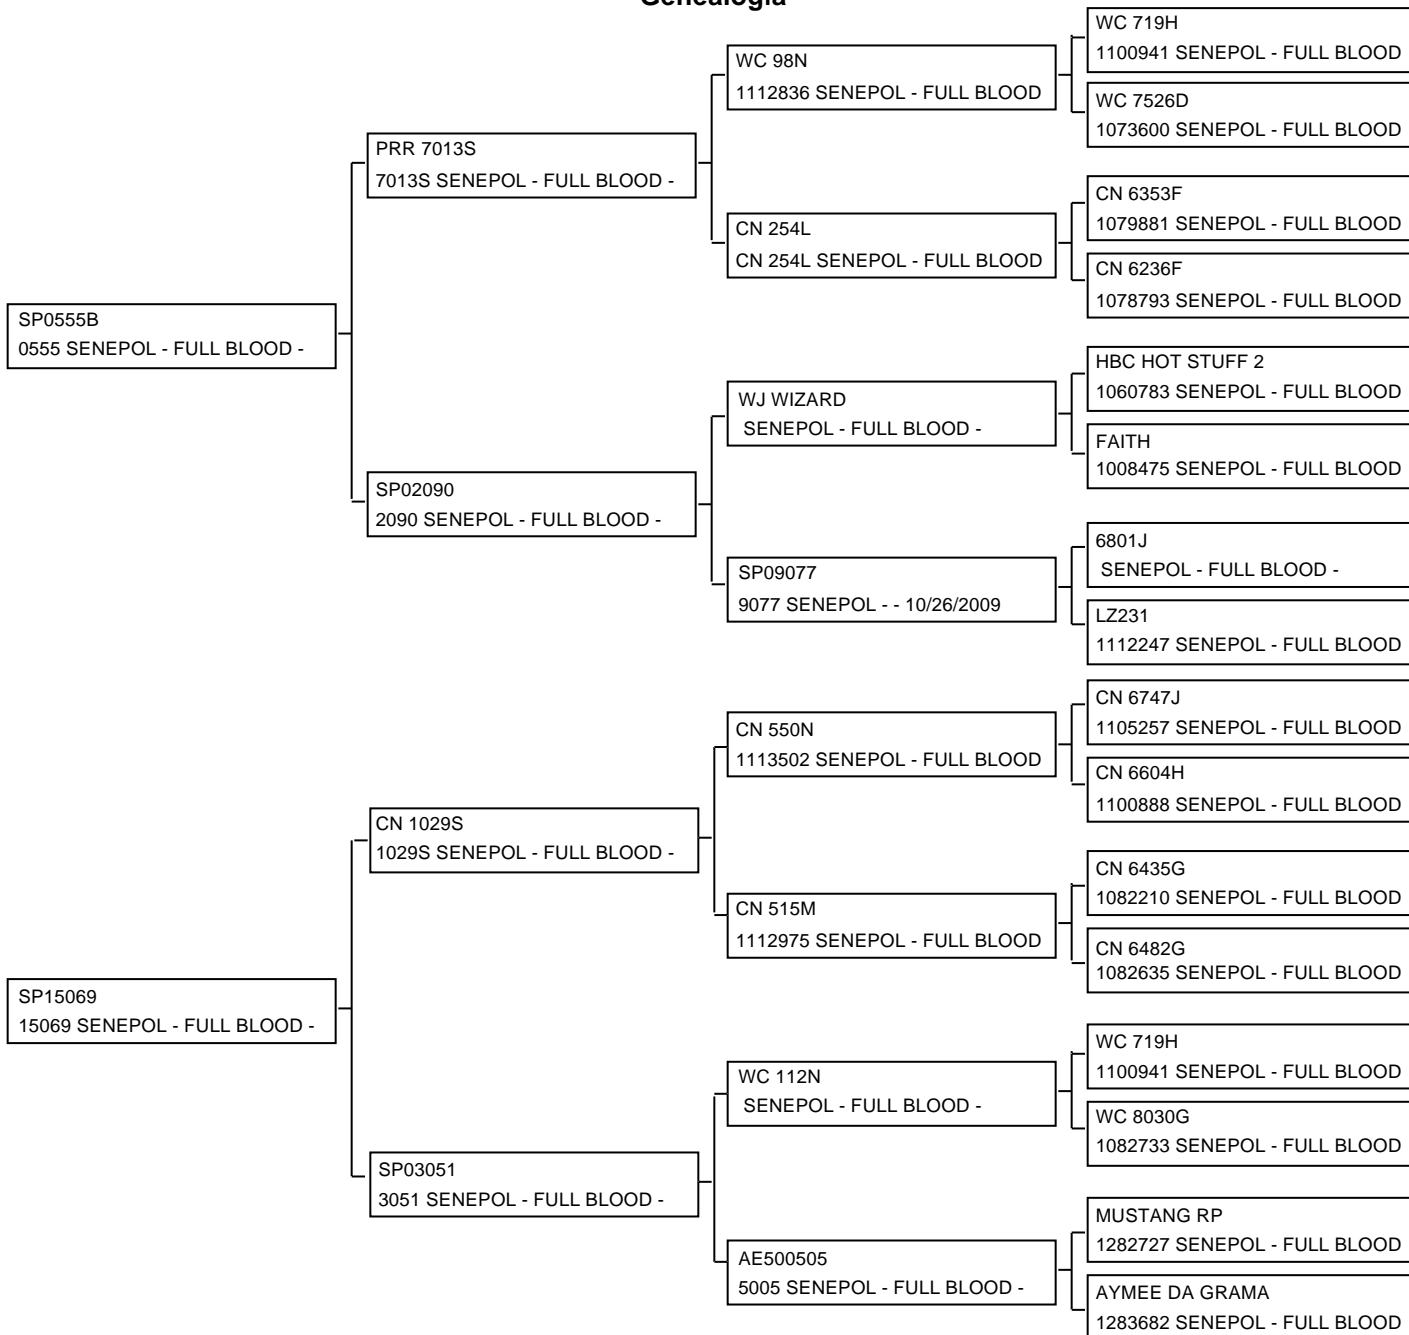 Genealogia
WC 719H
1100941 SENEPOL - FULL BLOOD
WC 98N
1112836 SENEPOL - FULL BLOOD
WC 7526D
1073600 SENEPOL - FULL BLOOD
PRR 7013S
7013S SENEPOL - FULL BLOOD -
CN 6353F
1079881 SENEPOL - FULL BLOOD
CN 254L
CN 254L SENEPOL - FULL BLOOD
CN 6236F
1078793 SENEPOL - FULL BLOOD
SP0555B
0555 SENEPOL - FULL BLOOD -
HBC HOT STUFF 2
1060783 SENEPOL - FULL BLOOD
WJ WIZARD
SENEPOL - FULL BLOOD -
FAITH
1008475 SENEPOL - FULL BLOOD
SP02090
2090 SENEPOL - FULL BLOOD -
6801J
SENEPOL - FULL BLOOD -
SP09077
9077 SENEPOL - - 10/26/2009
LZ231
1112247 SENEPOL - FULL BLOOD
CN 6747J
1105257 SENEPOL - FULL BLOOD
CN 550N
1113502 SENEPOL - FULL BLOOD
CN 6604H
1100888 SENEPOL - FULL BLOOD
CN 1029S
1029S SENEPOL - FULL BLOOD -
CN 6435G
1082210 SENEPOL - FULL BLOOD
CN 515M
1112975 SENEPOL - FULL BLOOD
CN 6482G
1082635 SENEPOL - FULL BLOOD
SP15069
15069 SENEPOL - FULL BLOOD -
WC 719H
1100941 SENEPOL - FULL BLOOD
WC 112N
SENEPOL - FULL BLOOD -
WC 8030G
1082733 SENEPOL - FULL BLOOD
SP03051
3051 SENEPOL - FULL BLOOD -
MUSTANG RP
1282727 SENEPOL - FULL BLOOD
AE500505
5005 SENEPOL - FULL BLOOD -
AYMEE DA GRAMA
1283682 SENEPOL - FULL BLOOD